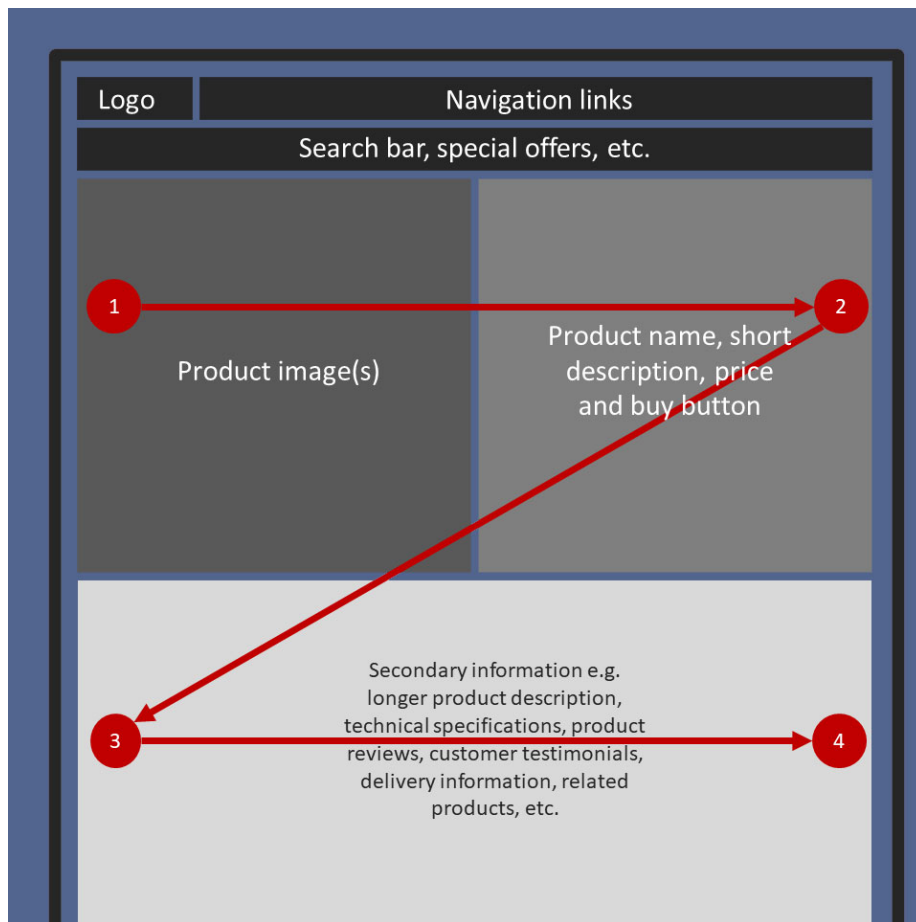 Logo
Navigation links
Search bar, special offers, etc.
1
2
Product image(s)
Product name, short
description, price
and buy button
Secondary information e.g.
longer product description,
technical specifications, product
reviews, customer testimonials,
delivery information, related
products, etc.
3
4